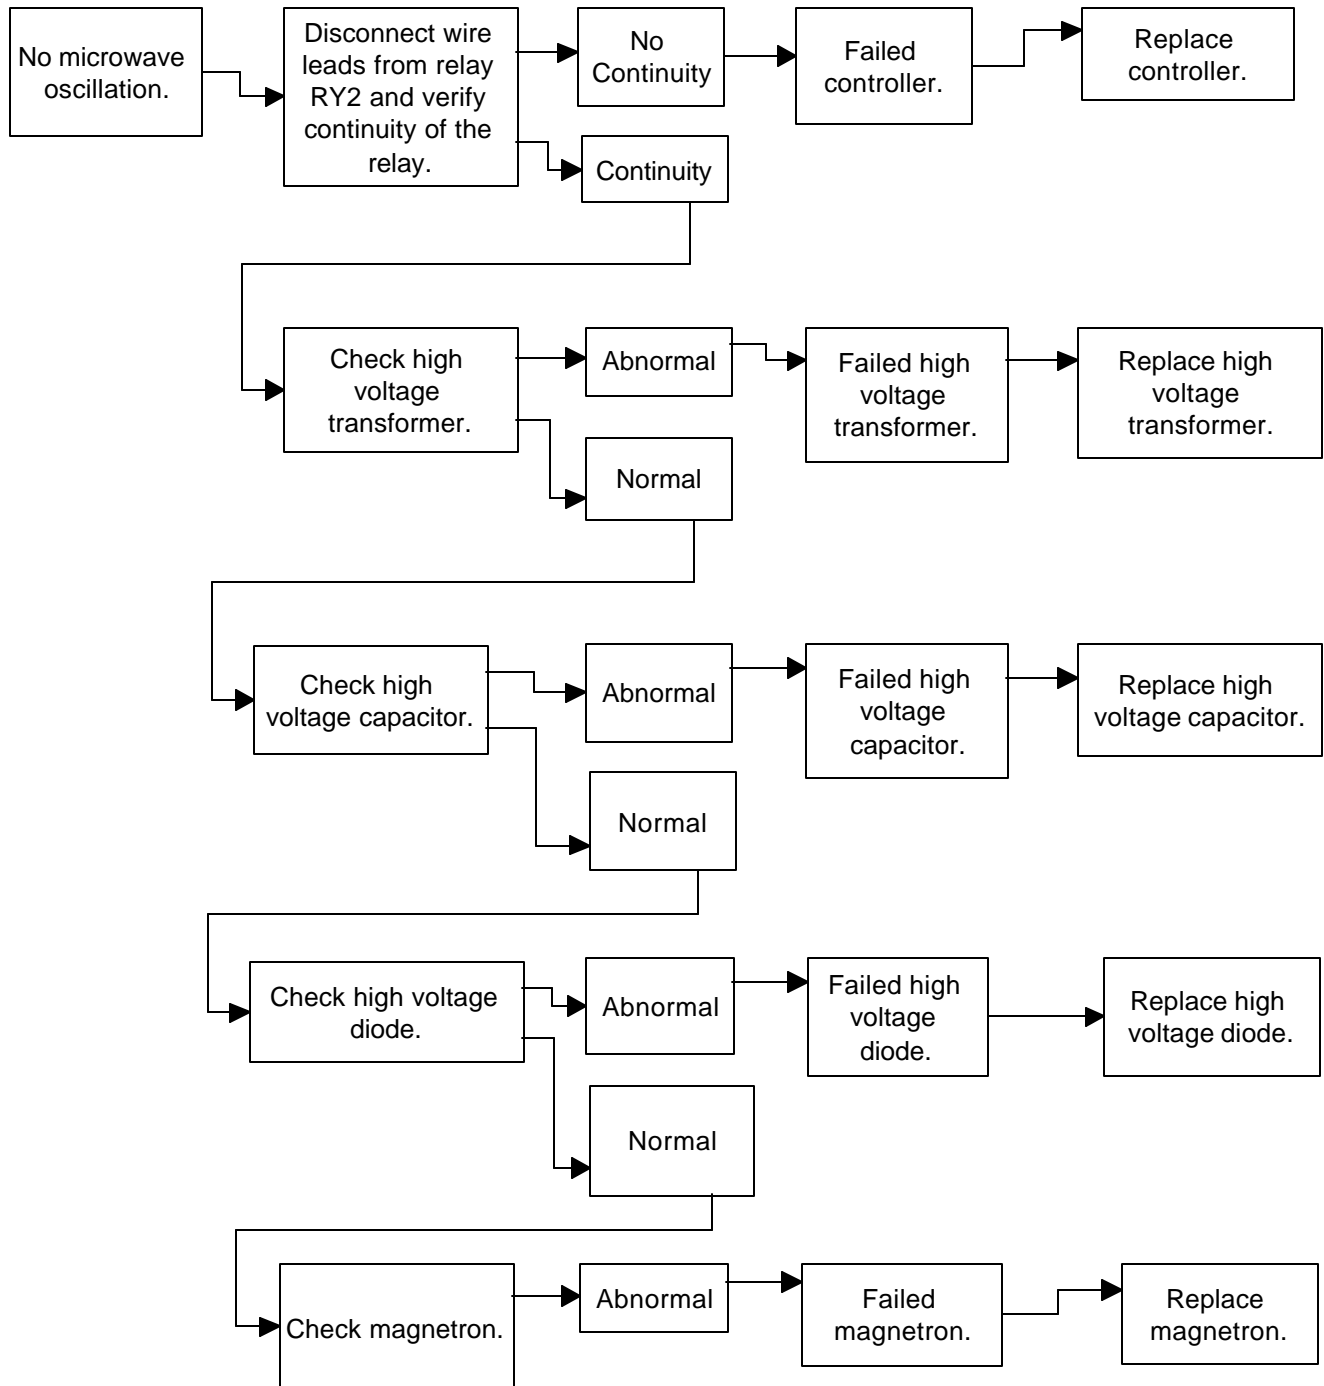 No microwave
oscillation.
Disconnect wire
leads from relay
RY2 and verify
continuity of the
relay.
No
Continuity
Failed
controller.
Replace
controller.
Continuity
Check high
voltage
transformer.
Abnormal
Failed high
voltage
transformer.
Replace high
voltage
transformer.
Normal
Check high
voltage capacitor.
Abnormal
Failed high
voltage
capacitor.
Replace high
voltage capacitor.
Normal
Check high voltage
diode.
Abnormal
Failed high
voltage
diode.
Replace high
voltage diode.
Normal
Check magnetron.
Abnormal
Failed
magnetron.
Replace
magnetron.